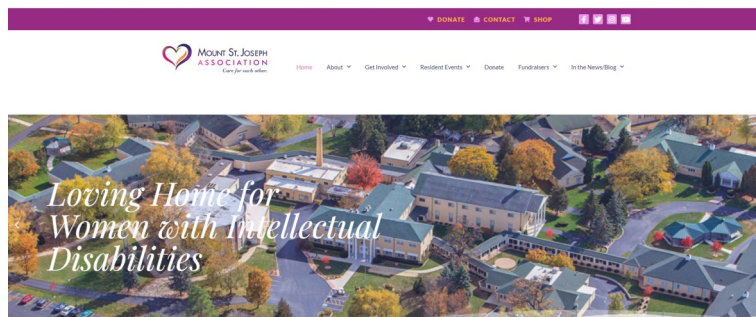 DONATE CONTACT SHOP
MOUNT ST. JOSEPH
ASSOCIATION
Care for each other.
Home About Get Involved Resident Events Donate Fundraisers In the News/Blog
Loving Home for
Women with Intellectual
Disabilities